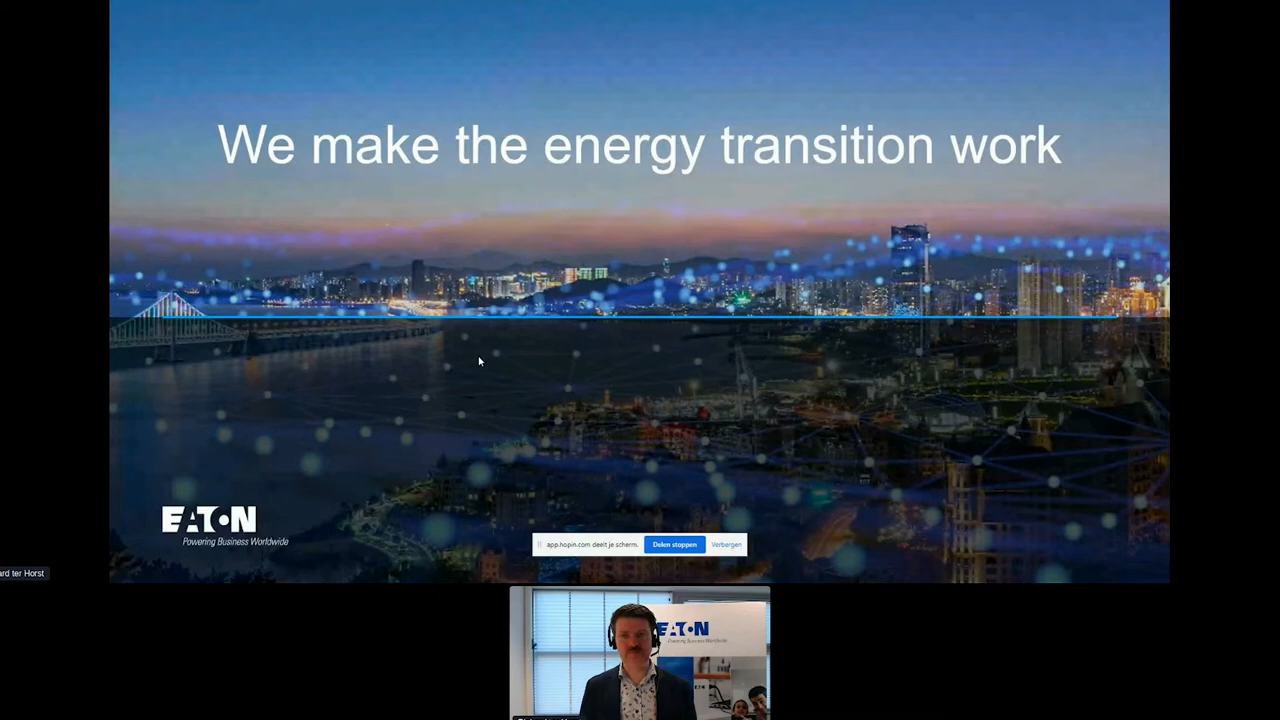 We make the energy transition work
EATON
Powering Business Worldwide
app.hopin.com deelt je scherm.
Delen stoppen
Verbergen
ard ter Horst
EATON
Powering Business Worldwide